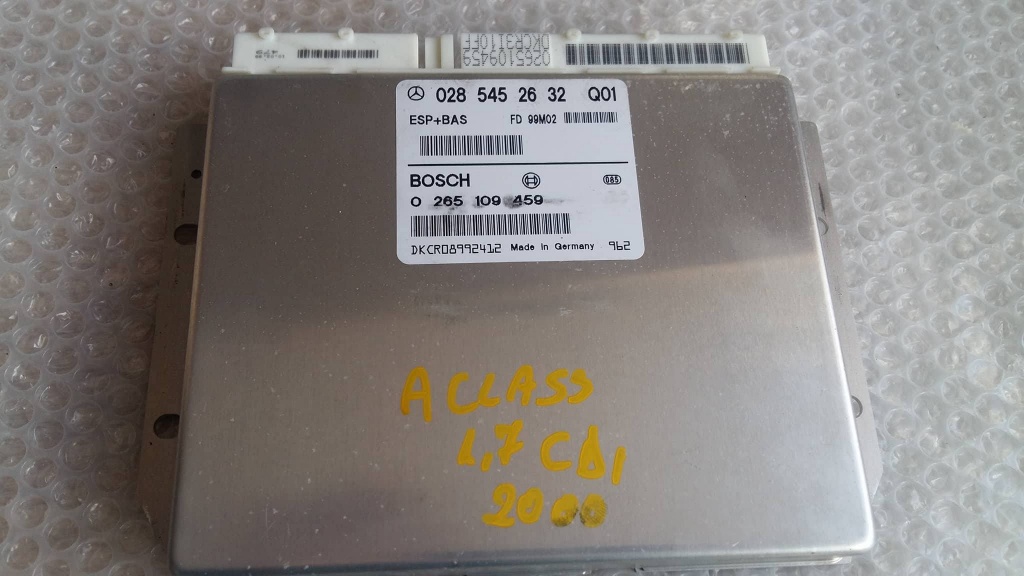 0265109459
DKCR3110FF
028 545 26 32 Q01
ESP+BAS FD 99M02
BOSCH 085
0 265 109 459
DKCR08992412 Made in Germany 962
A CLASS
1,7 CDI
2000